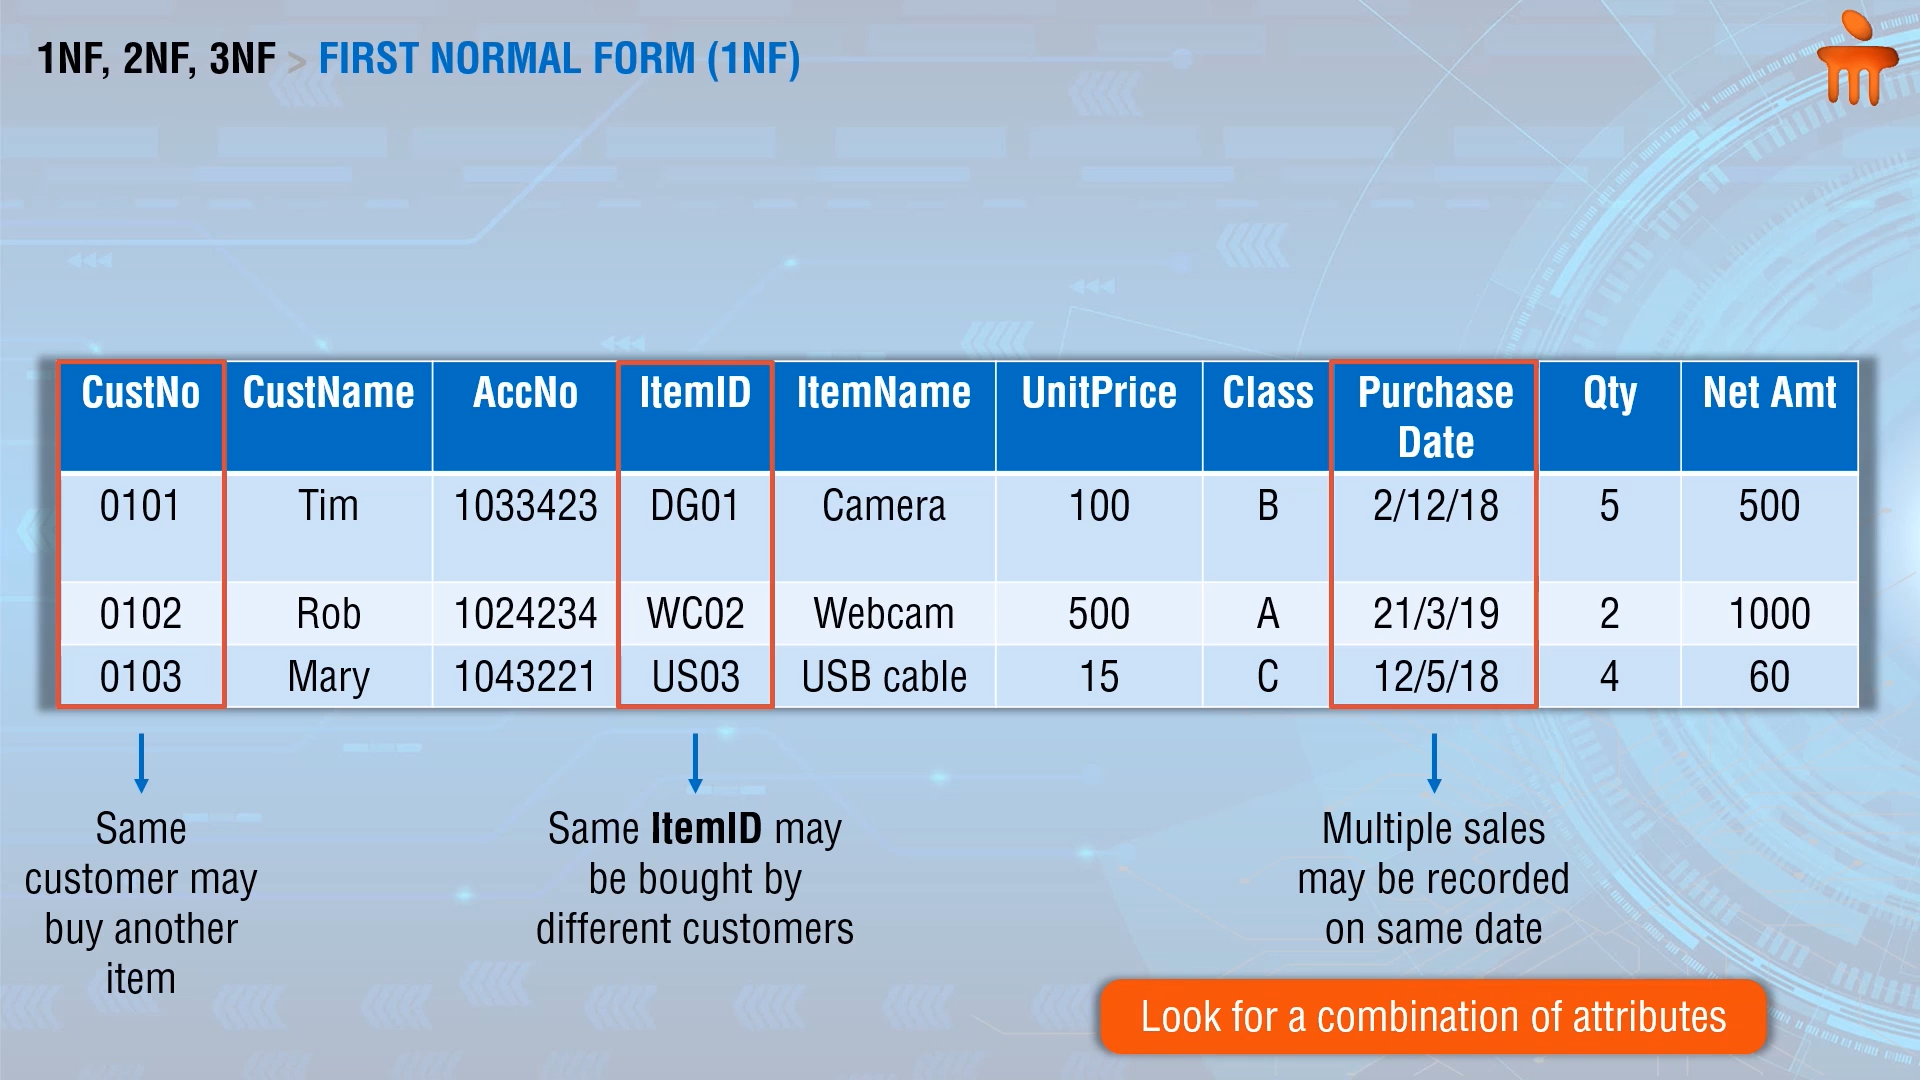 1NF, 2NF, 3NF > FIRST NORMAL FORM (1NF)
CustNo CustName AccNo ItemID ItemName UnitPrice Class Purchase Date Qty Net Amt
0101 Tim 1033423 DG01 Camera 100 B 2/12/18 5 500
0102 Rob 1024234 WC02 Webcam 500 A 21/3/19 2 1000
0103 Mary 1043221 US03 USB cable 15 C 12/5/18 4 60
Same
customer may
buy another
item
Same ItemID may
be bought by
different customers
Multiple sales
may be recorded
on same date
Look for a combination of attributes